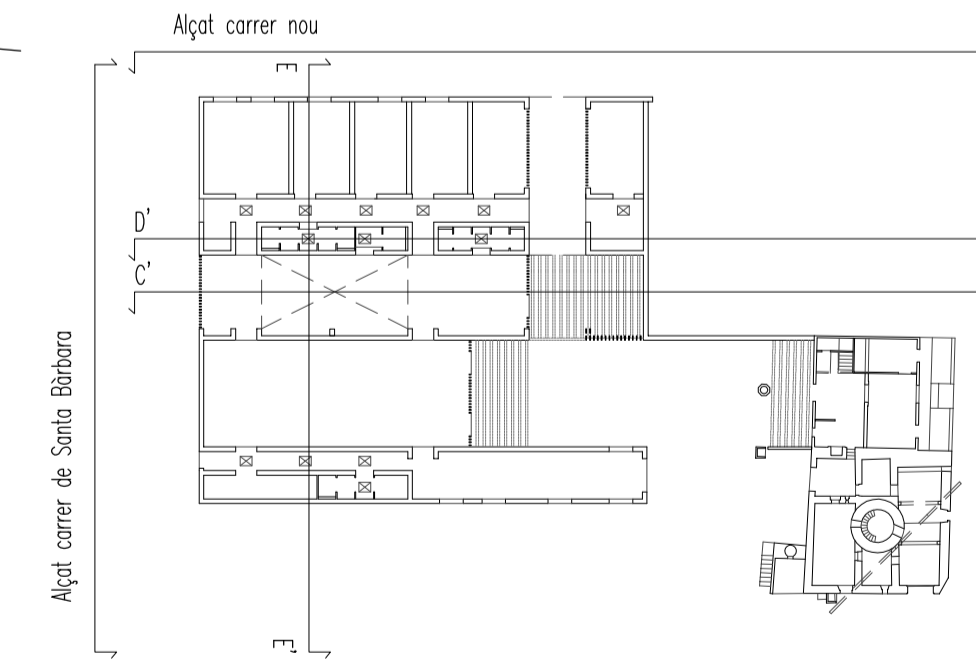 Alçat carrer nou
E
D'
C'
Alçat carrer de Santa Bàrbara
E'